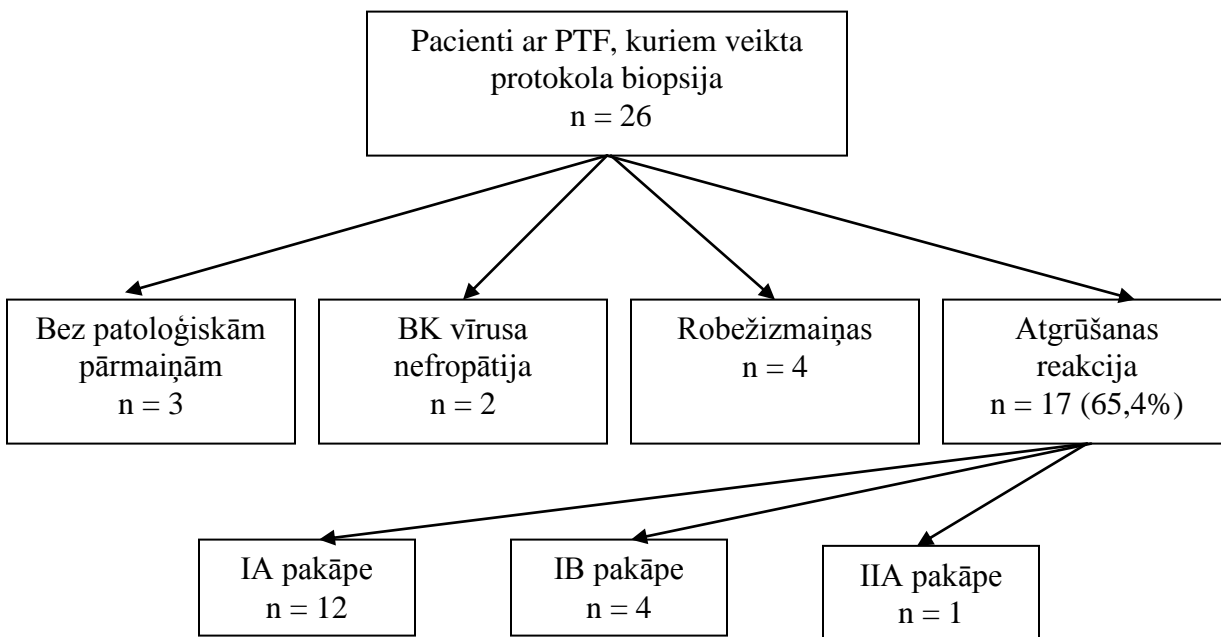 Pacienti ar PTF, kuriem veikta
protokola biopsija
n = 26
Bez patoloģiskām
pārmaiņām
n = 3
BK vīrusa
nefropātija
n = 2
Robežizmaiņas
n = 4
Atgrūšanas
reakcija
n = 17 (65,4%)
IA pakāpe
n = 12
IB pakāpe
n = 4
IIA pakāpe
n = 1